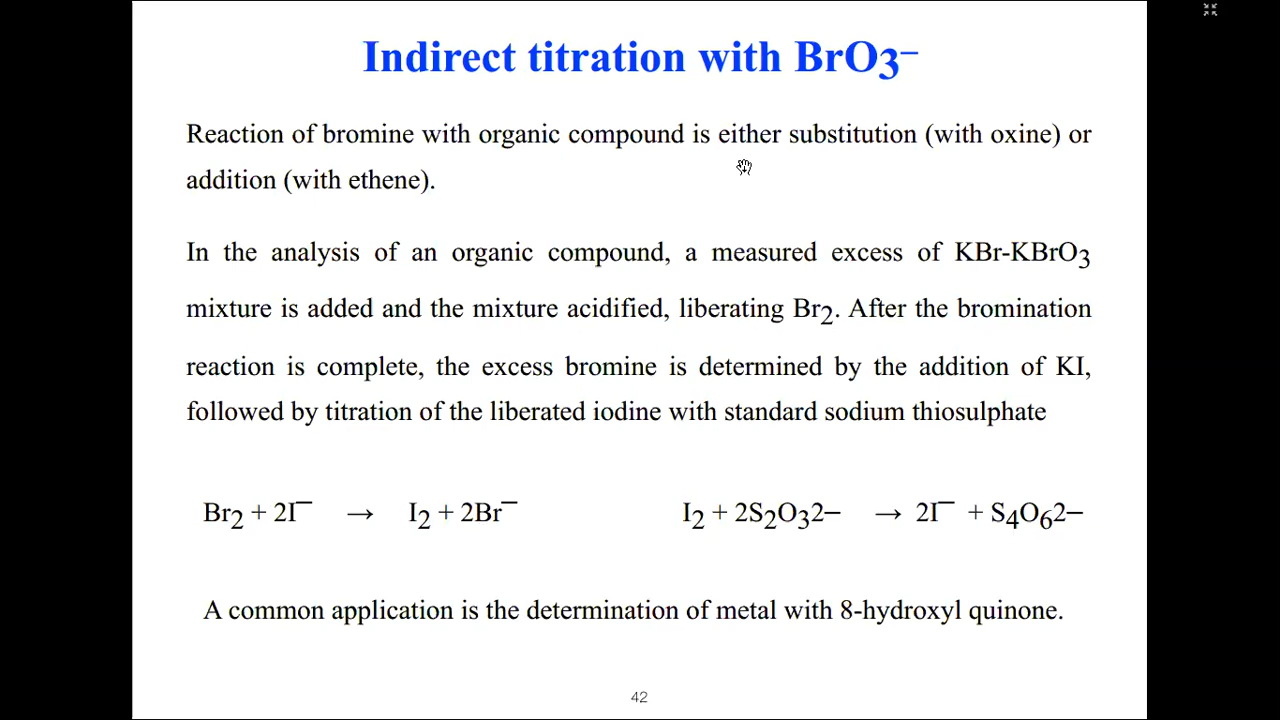 Indirect titration with BrO3−
Reaction of bromine with organic compound is either substitution (with oxine) or
addition (with ethene).
In the analysis of an organic compound, a measured excess of KBr-KBrO3
mixture is added and the mixture acidified, liberating Br2. After the bromination
reaction is complete, the excess bromine is determined by the addition of KI,
followed by titration of the liberated iodine with standard sodium thiosulphate
Br2 + 2I− → I2 + 2Br− I2 + 2S2O32− → 2I− + S4O62−
A common application is the determination of metal with 8-hydroxyl quinone.
42